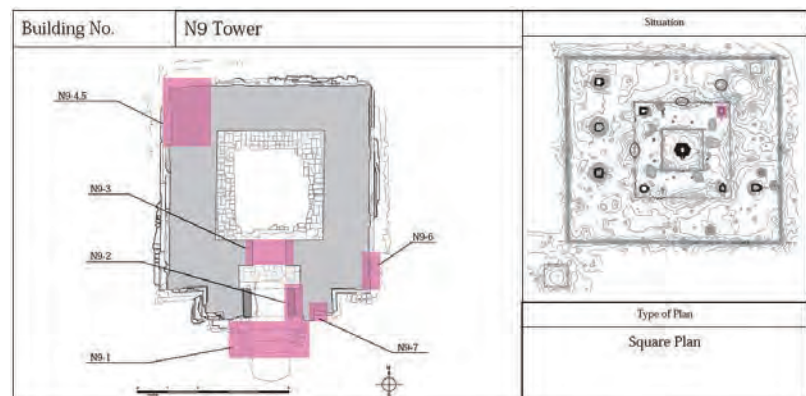 Building No.
N9 Tower
Situation
N9-4.5
N9-3
N9-2
N9-6
N9-1
N9-7
Type of Plan
Square Plan